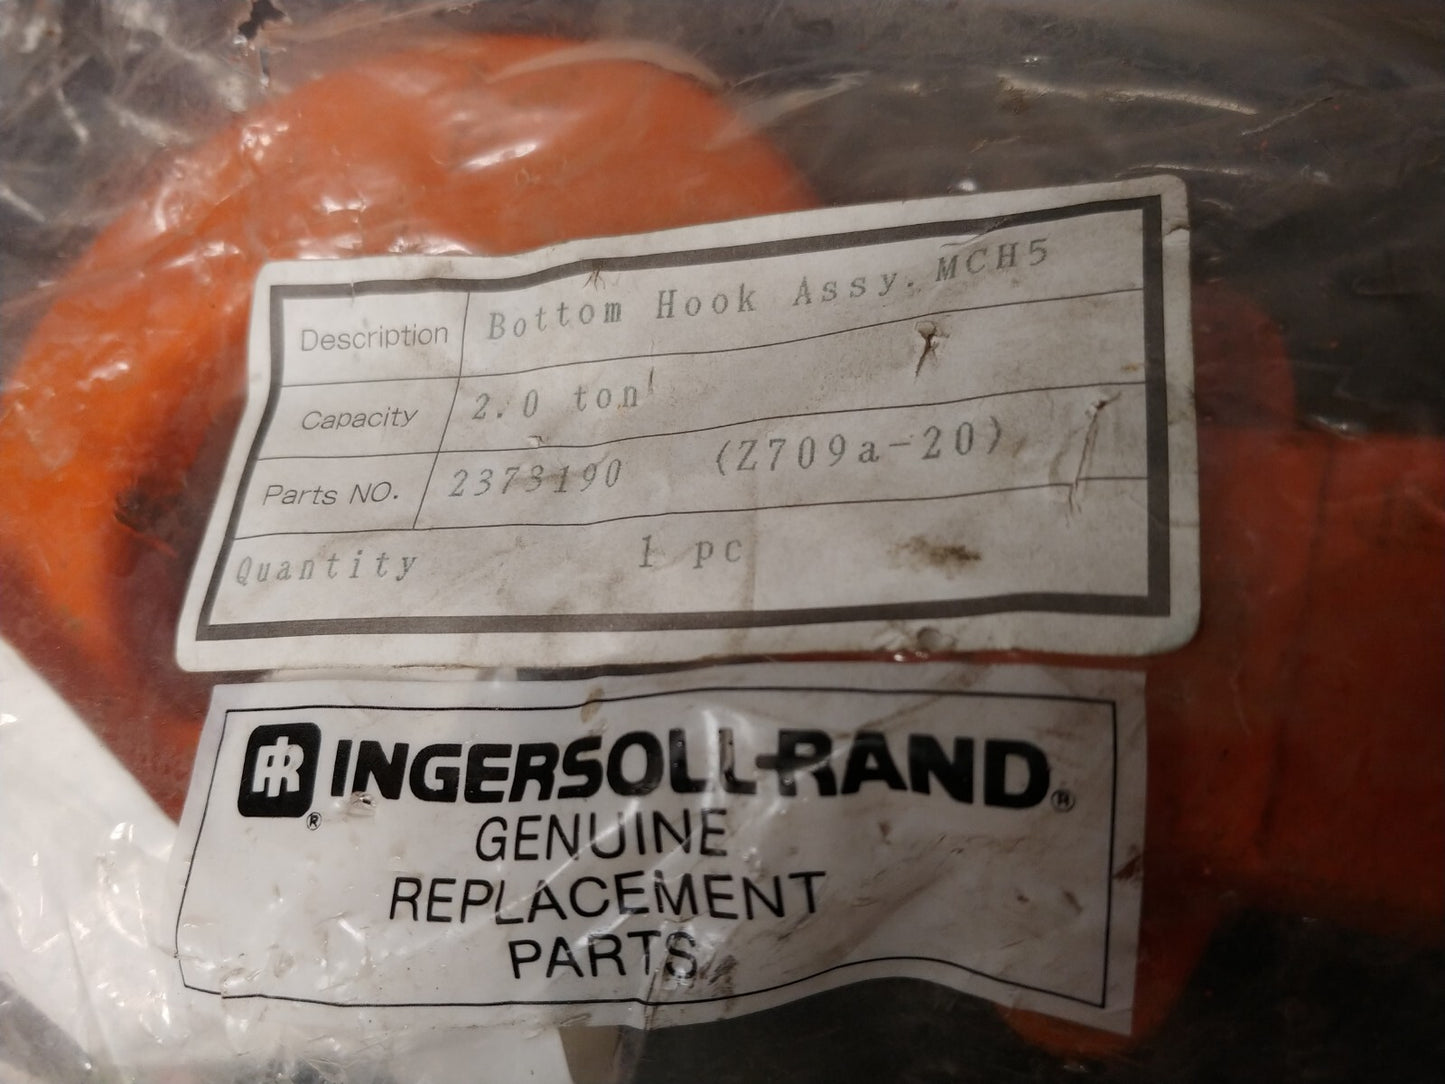 Description Bottom Hook Assy. MCH5
Capacity 2.0 ton
Parts NO. 2373190 (Z709a-20)
Quantity 1 pc
IR ® INGERSOLL-RAND ®
GENUINE
REPLACEMENT
PARTS